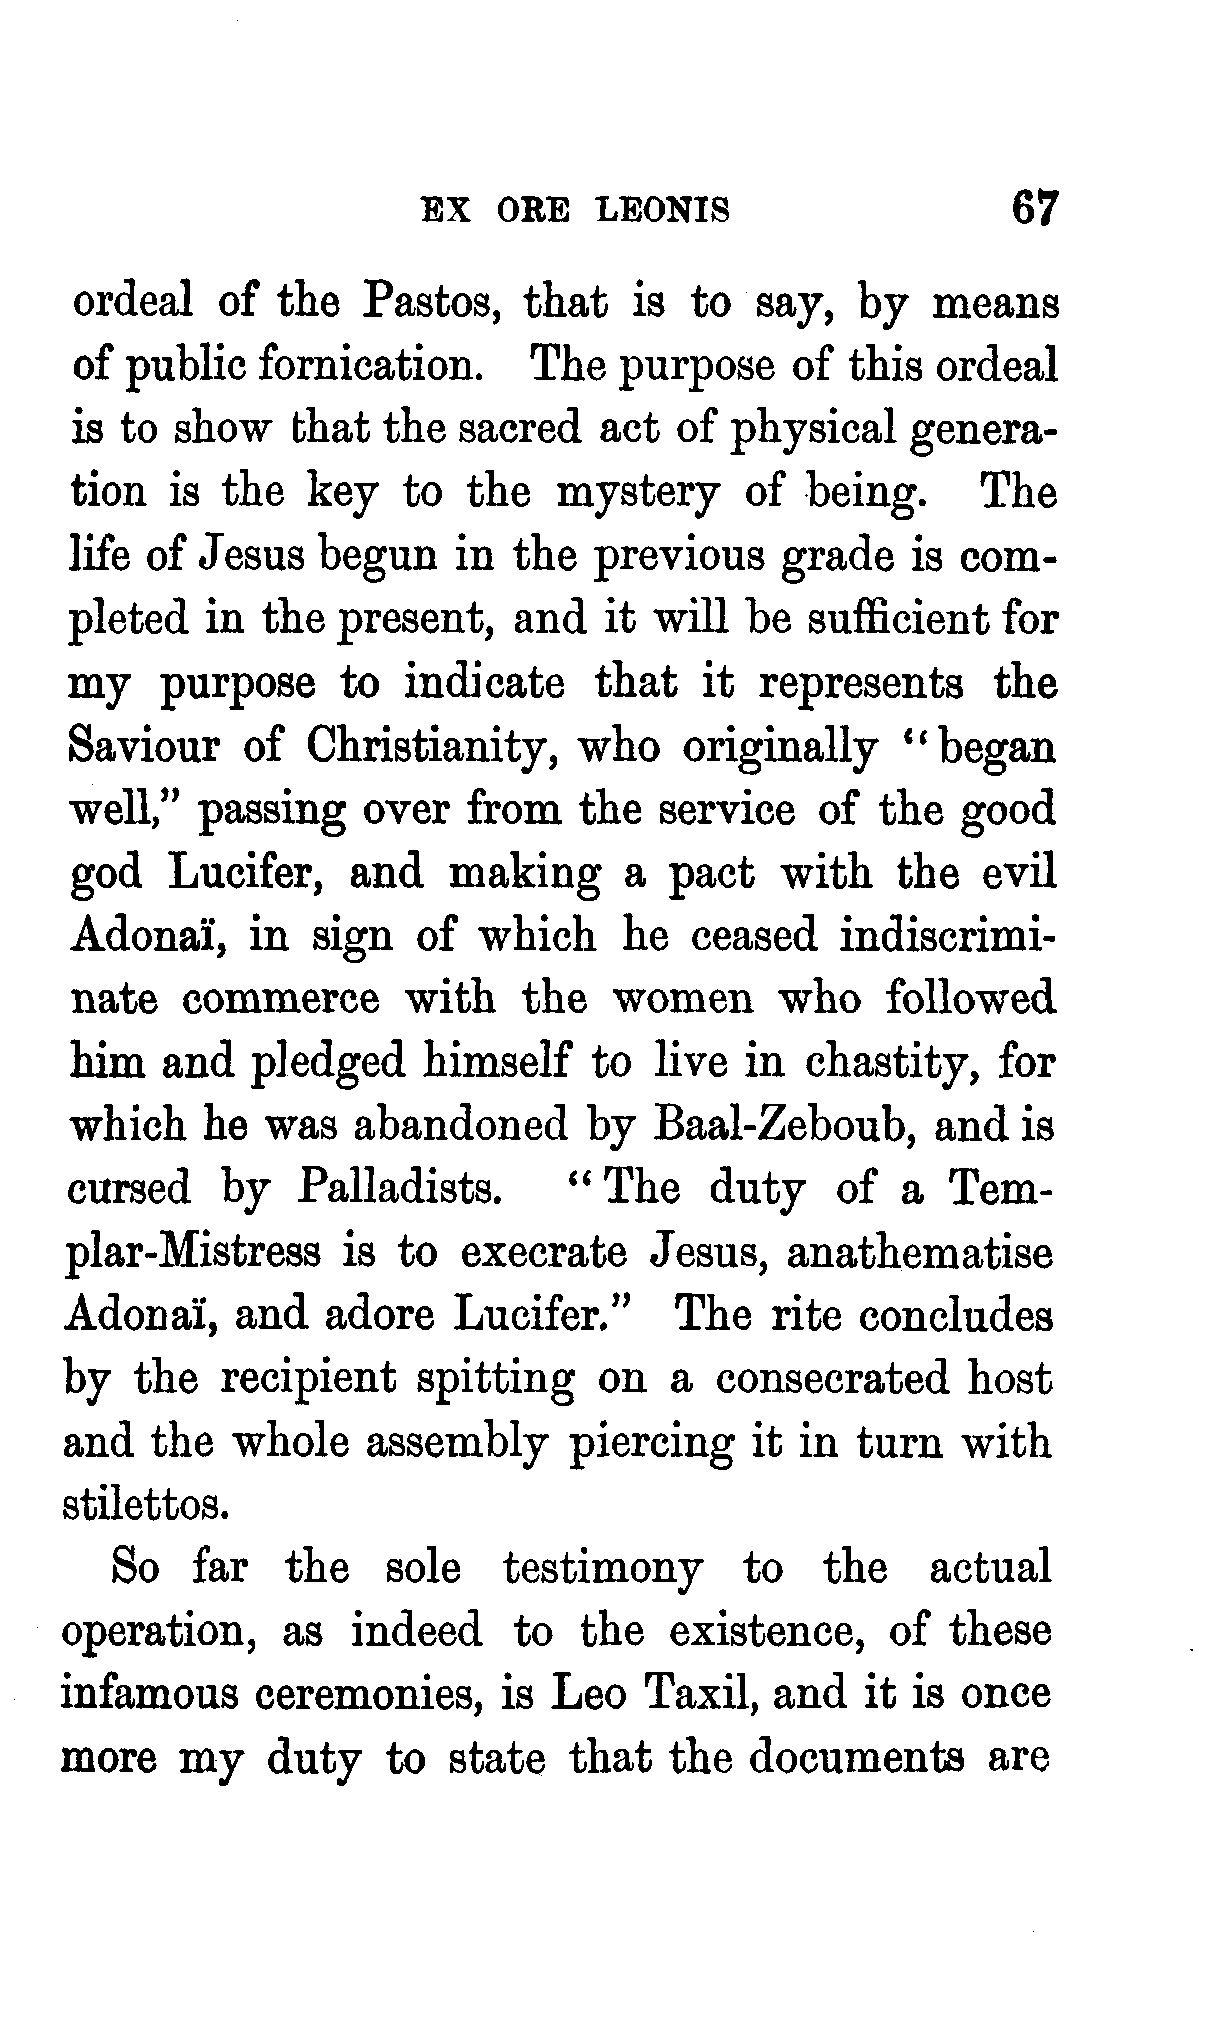 EX ORE LEONIS 67
ordeal of the Pastos, that is to say, by means
of public fornication. The purpose of this ordeal
is to show that the sacred act of physical genera-
tion is the key to the mystery of being. The
life of Jesus begun in the previous grade is com-
pleted in the present, and it will be sufficient for
my purpose to indicate that it represents the
Saviour of Christianity, who originally “began
well,” passing over from the service of the good
god Lucifer, and making a pact with the evil
Adonaï, in sign of which he ceased indiscrimi-
nate commerce with the women who followed
him and pledged himself to live in chastity, for
which he was abandoned by Baal-Zeboub, and is
cursed by Palladists. “The duty of a Tem-
plar-Mistress is to execrate Jesus, anathematise
Adonaï, and adore Lucifer.” The rite concludes
by the recipient spitting on a consecrated host
and the whole assembly piercing it in turn with
stilettos.
So far the sole testimony to the actual
operation, as indeed to the existence, of these
infamous ceremonies, is Leo Taxil, and it is once
more my duty to state that the documents are